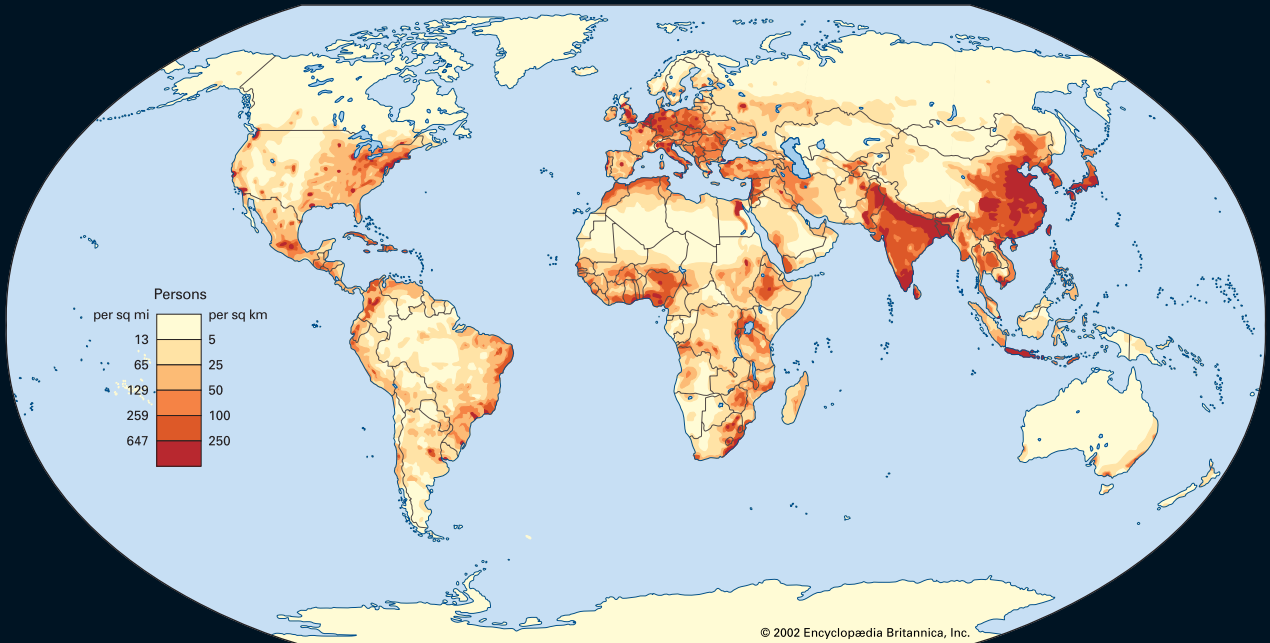 Persons
per sq mi per sq km
13 5
65 25
129 50
259 100
647 250
© 2002 Encyclopædia Britannica, Inc.